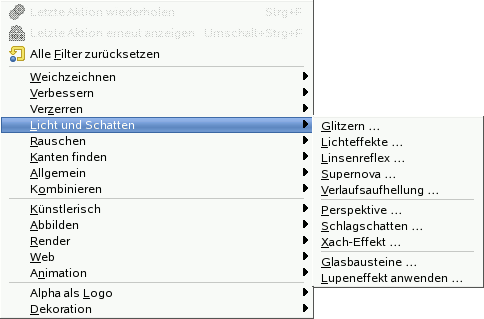 Letzte Aktion wiederholen Strg+F
Letzte Aktion erneut anzeigen Umschalt+Strg+F
Alle Filter zurücksetzen
Weichzeichnen
Verbessern
Verzerren
Licht und Schatten
Rauschen
Kanten finden
Allgemein
Kombinieren
Künstlerisch
Abbilden
Render
Web
Animation
Alpha als Logo
Dekoration
Glitzern ...
Lichteffekte ...
Linsenreflex ...
Supernova ...
Verlaufsaufhellung ...
Perspektive ...
Schlagschatten ...
Xach-Effekt ...
Glasbausteine ...
Lupeneffekt anwenden ...